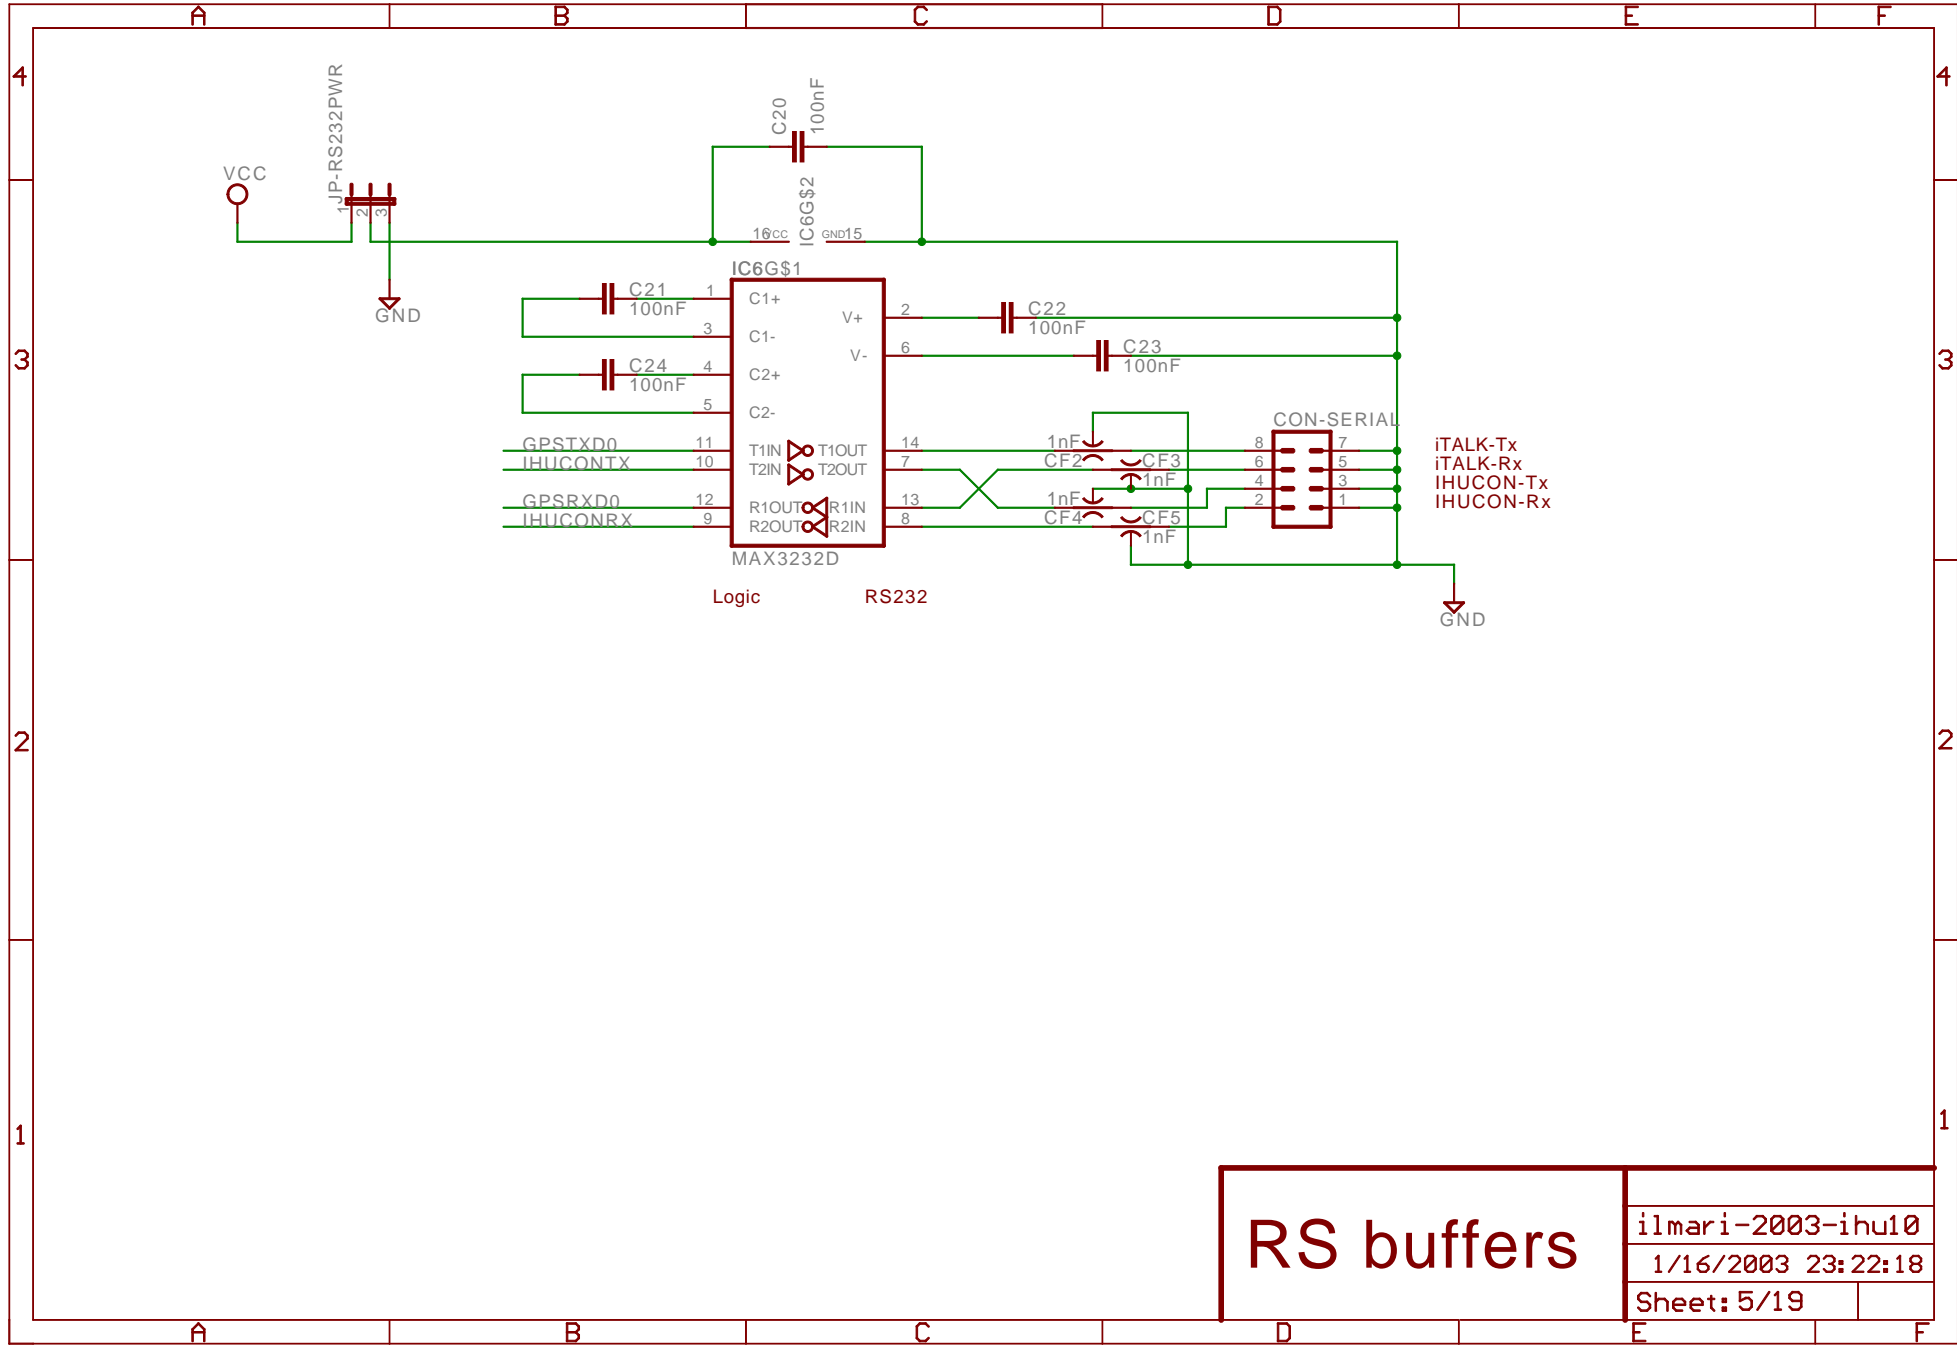 A B C D E F
4 4
JP-RS232PWR
C20
100nF
VCC
1 2 3
IC6G$2
16 VCC GND 15
GND
IC6G$1
C21
100nF
1 C1+
3 C1-
C24
100nF
4 C2+
5 C2-
V+ 2
C22
100nF
V- 6
C23
100nF
3 3
GPSTXD0 11 T1IN T1OUT 14
IHUCONTX 10 T2IN T2OUT 7
GPSRXD0 12 R1OUT R1IN 13
IHUCONRX 9 R2OUT R2IN 8
MAX3232D
1nF
CF2
CF3
1nF
1nF
CF4
CF5
1nF
CON-SERIAL
8 7 iTALK-Tx
6 5 iTALK-Rx
4 3 IHUCON-Tx
2 1 IHUCON-Rx
Logic RS232
GND
2 2
1 1
RS buffers
ilmari-2003-ihu10
1/16/2003 23:22:18
Sheet: 5/19
A B C D E F